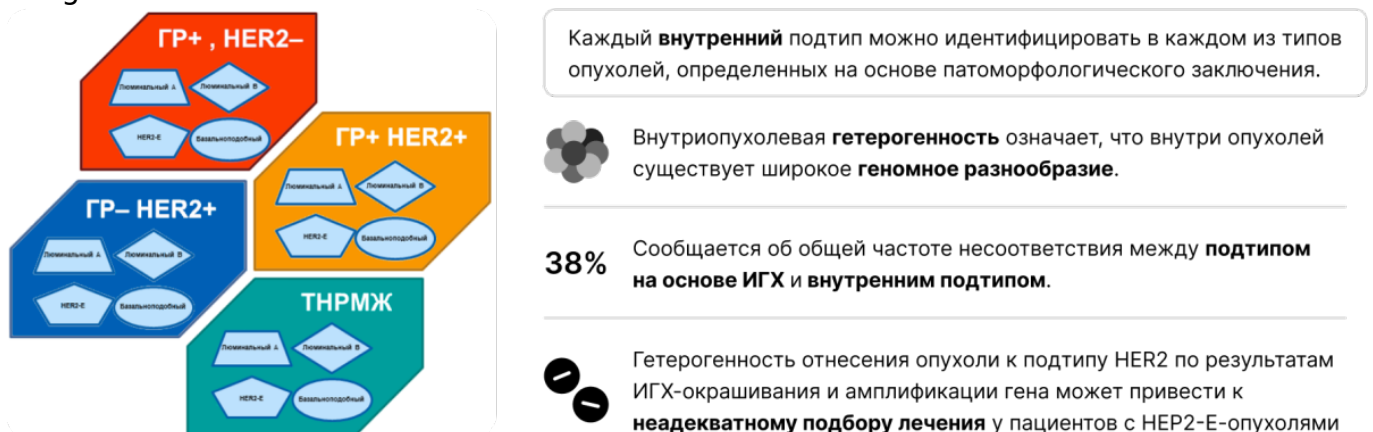 ГР+ , HER2–
Люминальный A
Люминальный B
HER2-E
Базальноподобный
ГР+ HER2+
Люминальный A
Люминальный B
HER2-E
Базальноподобный
ГР– HER2+
Люминальный A
Люминальный B
HER2-E
Базальноподобный
ТНРМЖ
Люминальный A
Люминальный B
HER2-E
Базальноподобный
Каждый внутренний подтип можно идентифицировать в каждом из типов
опухолей, определенных на основе патоморфологического заключения.
Внутриопухолевая гетерогенность означает, что внутри опухолей
существует широкое геномное разнообразие.
38%
Сообщается об общей частоте несоответствия между подтипом
на основе ИГХ и внутренним подтипом.
Гетерогенность отнесения опухоли к подтипу HER2 по результатам
ИГХ-окрашивания и амплификации гена может привести к
неадекватному подбору лечения у пациентов с НЕР2-Е-опухолями